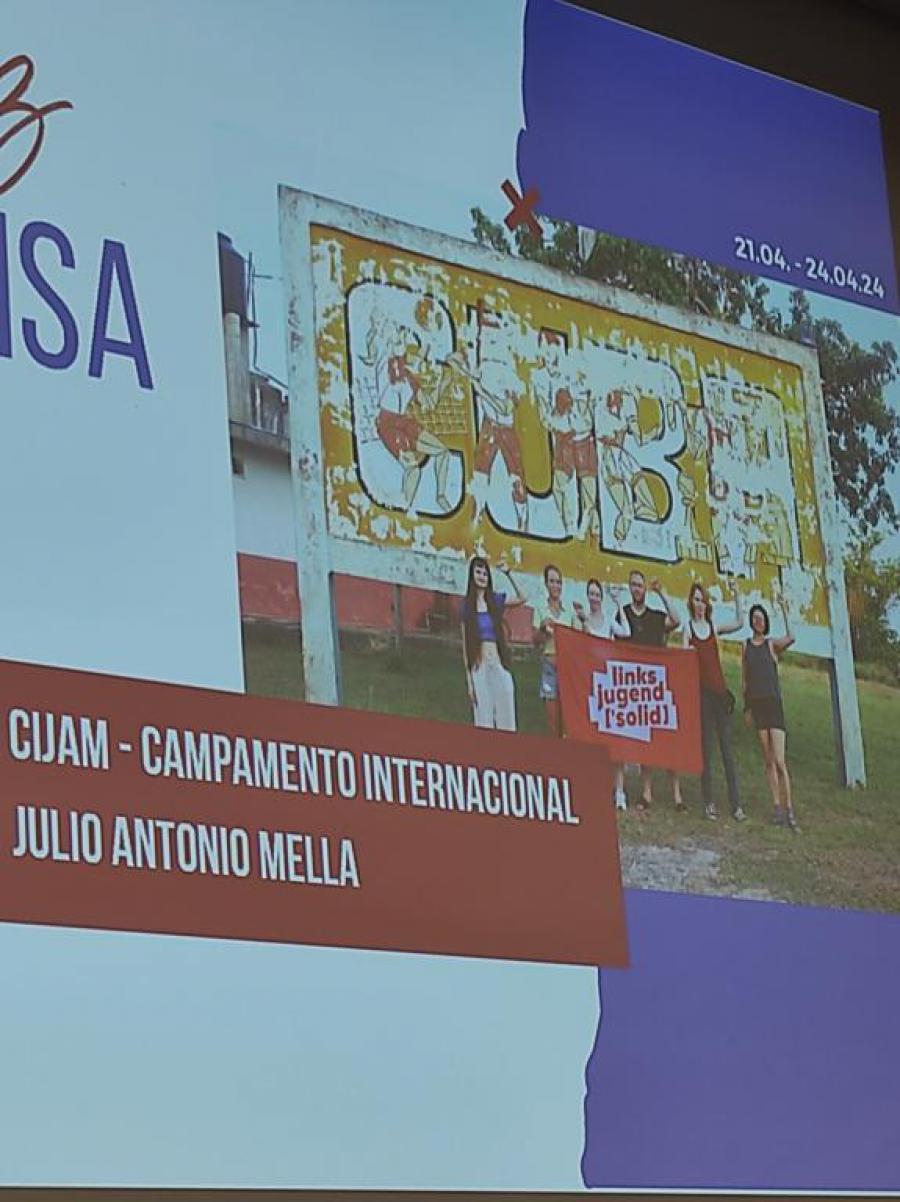 21.04. - 24.04.24
CUBA
links
jugend
['solid]
CIJAM - CAMPAMENTO INTERNACIONAL
JULIO ANTONIO MELLA